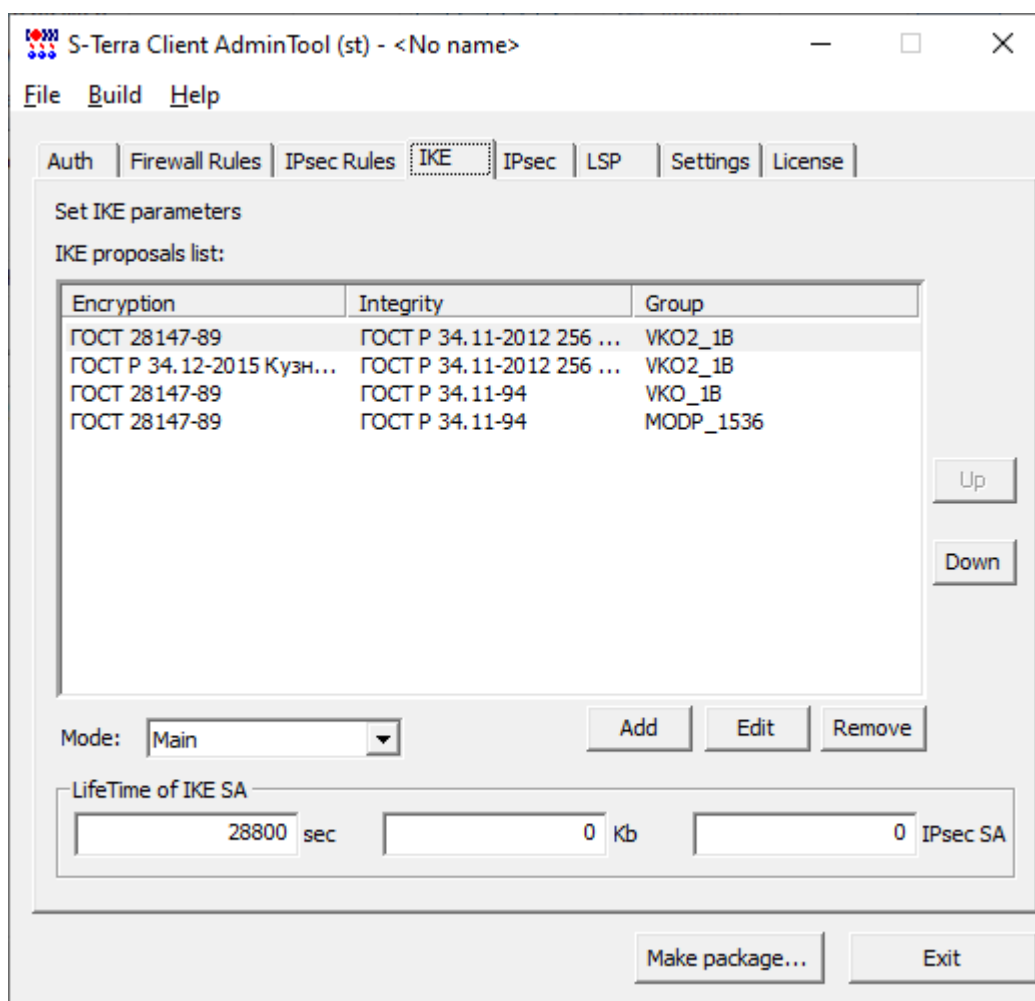 S-Terra Client AdminTool (st) - <No name>
File Build Help
Auth Firewall Rules IPsec Rules IKE IPsec LSP Settings License
Set IKE parameters
IKE proposals list:
Encryption Integrity Group
ГОСТ 28147-89 ГОСТ Р 34.11-2012 256 ... VKO2_1B
ГОСТ Р 34.12-2015 Кузн... ГОСТ Р 34.11-2012 256 ... VKO2_1B
ГОСТ 28147-89 ГОСТ Р 34.11-94 VKO_1B
ГОСТ 28147-89 ГОСТ Р 34.11-94 MODP_1536
Up
Down
Add Edit Remove
Mode: Main
LifeTime of IKE SA
28800 sec 0 Kb 0 IPsec SA
Make package... Exit